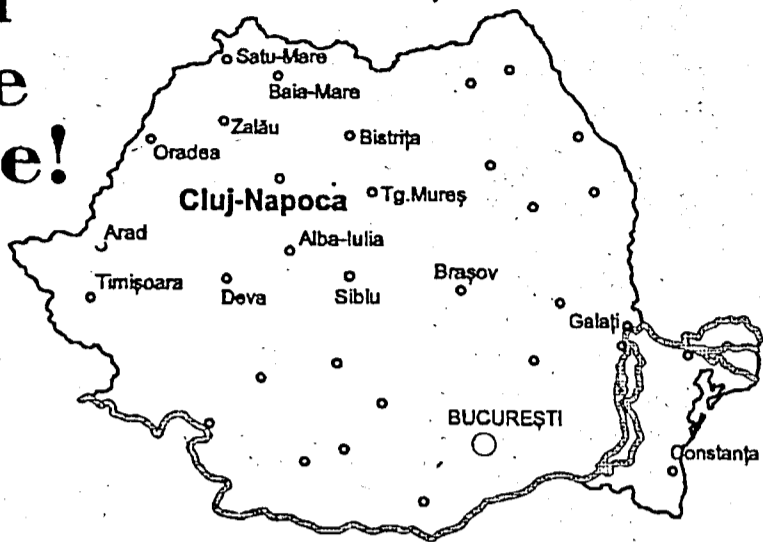 e
e!
Satu-Mare
Baia-Mare
Zalău
Oradea
Bistrița
Cluj-Napoca
Tg.Mureș
Arad
Alba-Iulia
Timișoara
Deva
Siblu
Brașov
Galați
BUCUREȘTI
Constanța